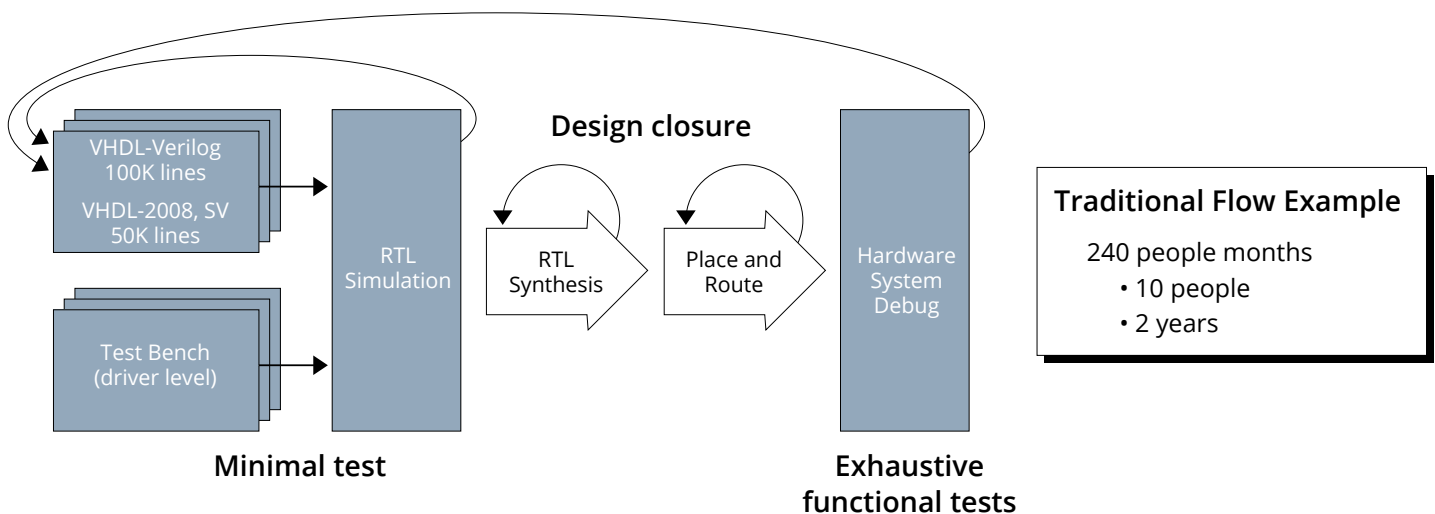 VHDL-Verilog
100K lines
VHDL-2008, SV
50K lines
Test Bench
(driver level)
Minimal test
RTL
Simulation
Design closure
RTL
Synthesis
Place and
Route
Hardware
System
Debug
Exhaustive
functional tests
Traditional Flow Example
240 people months
• 10 people
• 2 years